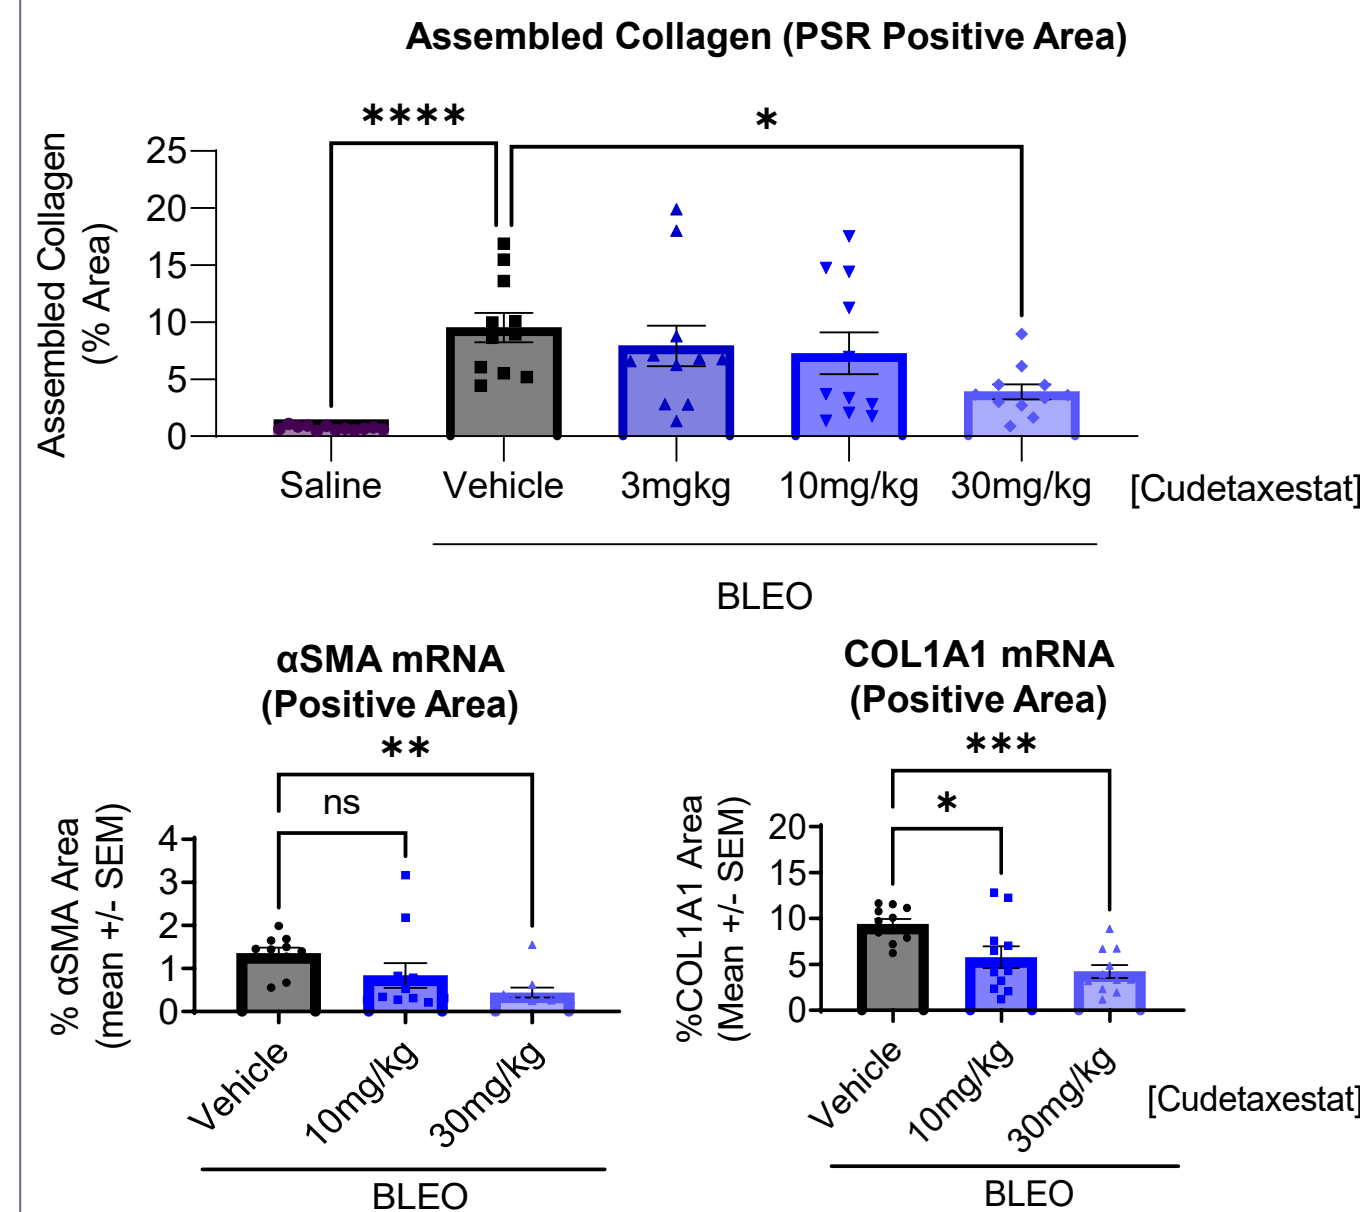 Assembled Collagen (PSR Positive Area)
**** *
Assembled Collagen
(% Area)
25
20
15
10
5
0
Saline Vehicle 3mgkg 10mg/kg 30mg/kg [Cudetaxestat]
BLEO
αSMA mRNA
(Positive Area)
**
ns
% αSMA Area
(mean +/- SEM)
4
3
2
1
0
Vehicle 10mg/kg 30mg/kg
BLEO
COL1A1 mRNA
(Positive Area)
***
*
%COL1A1 Area
(Mean +/- SEM)
20
15
10
5
0
Vehicle 10mg/kg 30mg/kg [Cudetaxestat]
BLEO